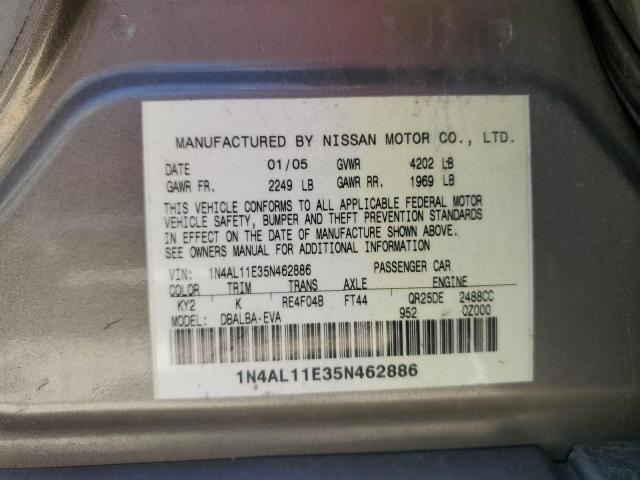 MANUFACTURED BY NISSAN MOTOR CO., LTD.
DATE 01/05 GVWR 4202 LB
GAWR FR. 2249 LB GAWR RR. 1969 LB
THIS VEHICLE CONFORMS TO ALL APPLICABLE FEDERAL MOTOR
VEHICLE SAFETY, BUMPER AND THEFT PREVENTION STANDARDS
IN EFFECT ON THE DATE OF MANUFACTURE SHOWN ABOVE.
SEE OWNERS MANUAL FOR ADDITIONAL INFORMATION
VIN: 1N4AL11E35N462886 PASSENGER CAR
COLOR TRIM TRANS AXLE ENGINE
KY2 K RE4F04B FT44 QR25DE 2488CC
MODEL: DBALBA-EVA 952 0Z000
1N4AL11E35N462886